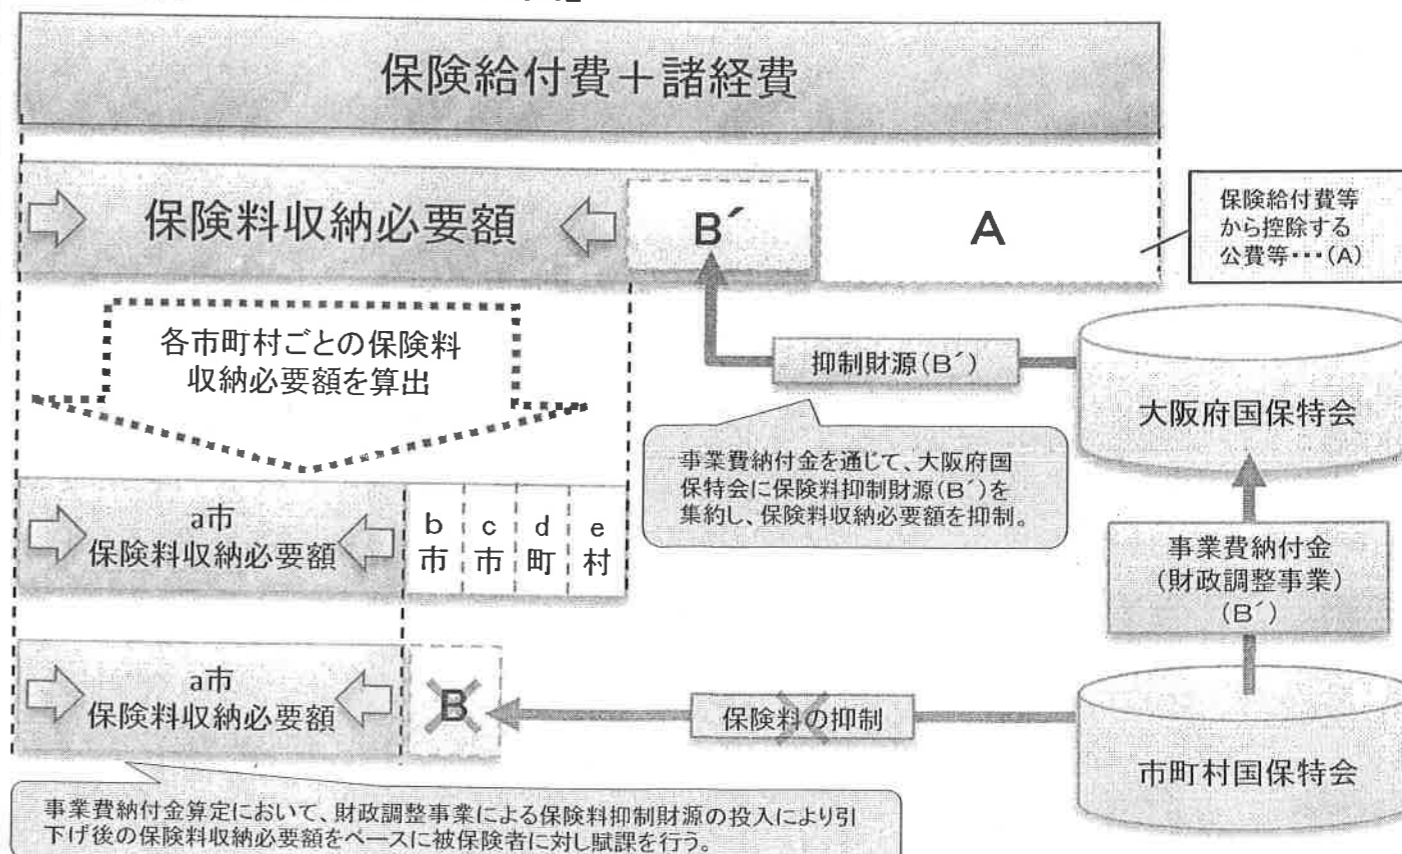 保険給付費＋諸経費
保険料収納必要額
B´
A
保険給付費等
から控除する
公費等・・・(A)
各市町村ごとの保険料
収納必要額を算出
抑制財源(B´)
大阪府国保特会
事業費納付金を通じて、大阪府国
保特会に保険料抑制財源(B´)を
集約し、保険料収納必要額を抑制。
a市
保険料収納必要額
b市
c市
d町
e村
事業費納付金
(財政調整事業)
(B´)
a市
保険料収納必要額
B
保険料の抑制
市町村国保特会
事業費納付金算定において、財政調整事業による保険料抑制財源の投入により引
下げ後の保険料収納必要額をベースに被保険者に対し賦課を行う。